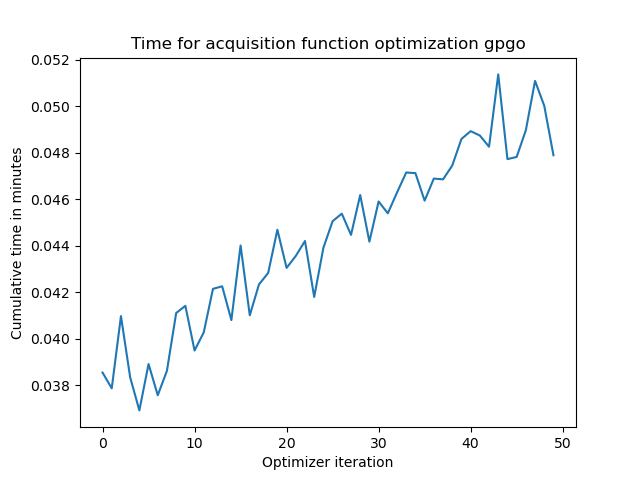 Time for acquisition function optimization gpgo
0.052
0.050
0.048
0.046
0.044
0.042
0.040
0.038
Cumulative time in minutes
0 10 20 30 40 50
Optimizer iteration